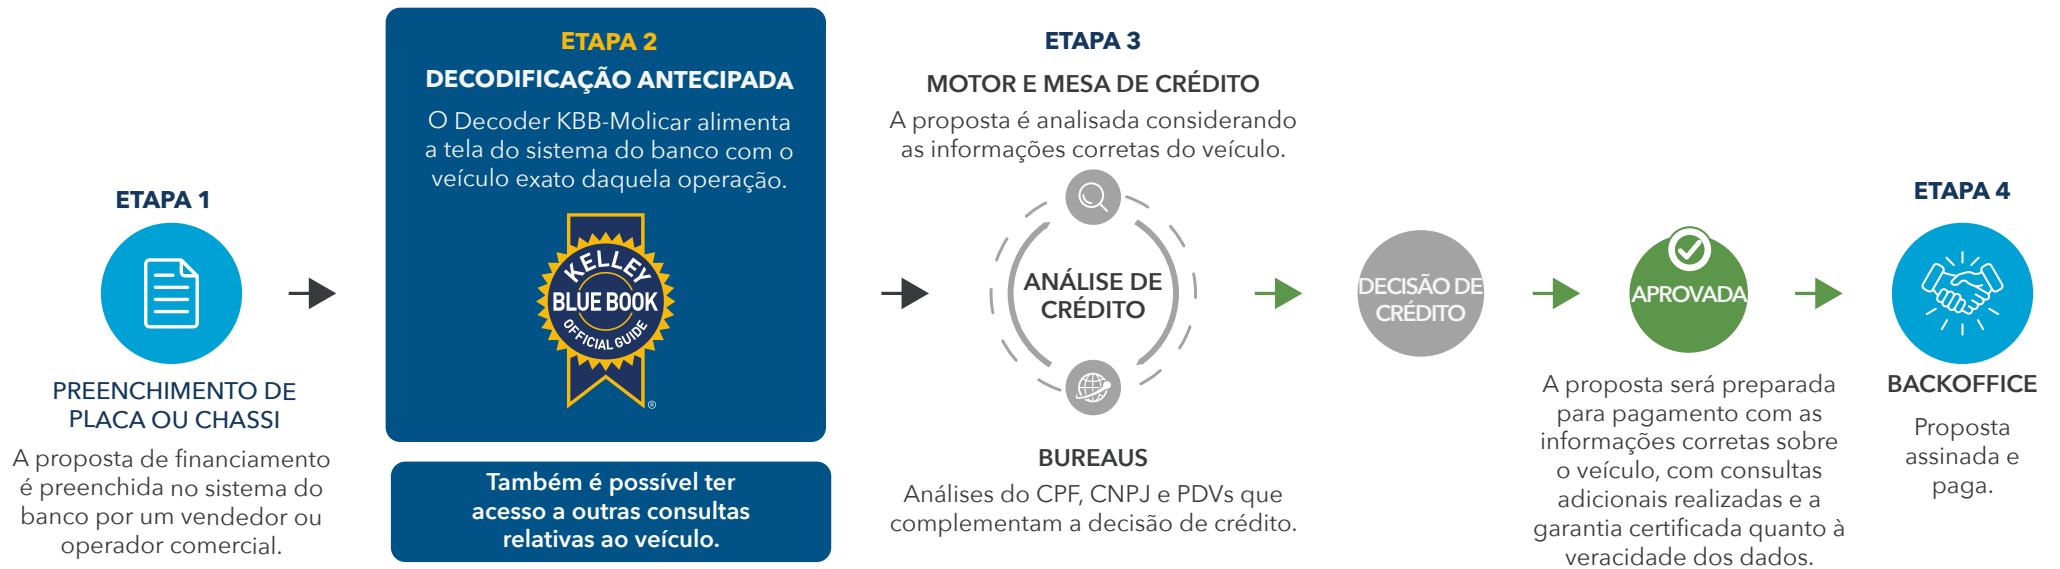 ETAPA 1
PREENCHIMENTO DE
PLACA OU CHASSI
A proposta de financiamento
é preenchida no sistema do
banco por um vendedor ou
operador comercial.
ETAPA 2
DECODIFICAÇÃO ANTECIPADA
O Decoder KBB-Molicar alimenta
a tela do sistema do banco com o
veículo exato daquela operação.
KELLEY
BLUE BOOK
OFFICIAL GUIDE
®
Também é possível ter
acesso a outras consultas
relativas ao veículo.
ETAPA 3
MOTOR E MESA DE CRÉDITO
A proposta é analisada considerando
as informações corretas do veículo.
ANÁLISE DE
CRÉDITO
BUREAUS
Análises do CPF, CNPJ e PDVs que
complementam a decisão de crédito.
DECISÃO DE
CRÉDITO
APROVADA
A proposta será preparada
para pagamento com as
informações corretas sobre
o veículo, com consultas
adicionais realizadas e a
garantia certificada quanto à
veracidade dos dados.
ETAPA 4
BACKOFFICE
Proposta
assinada e
paga.